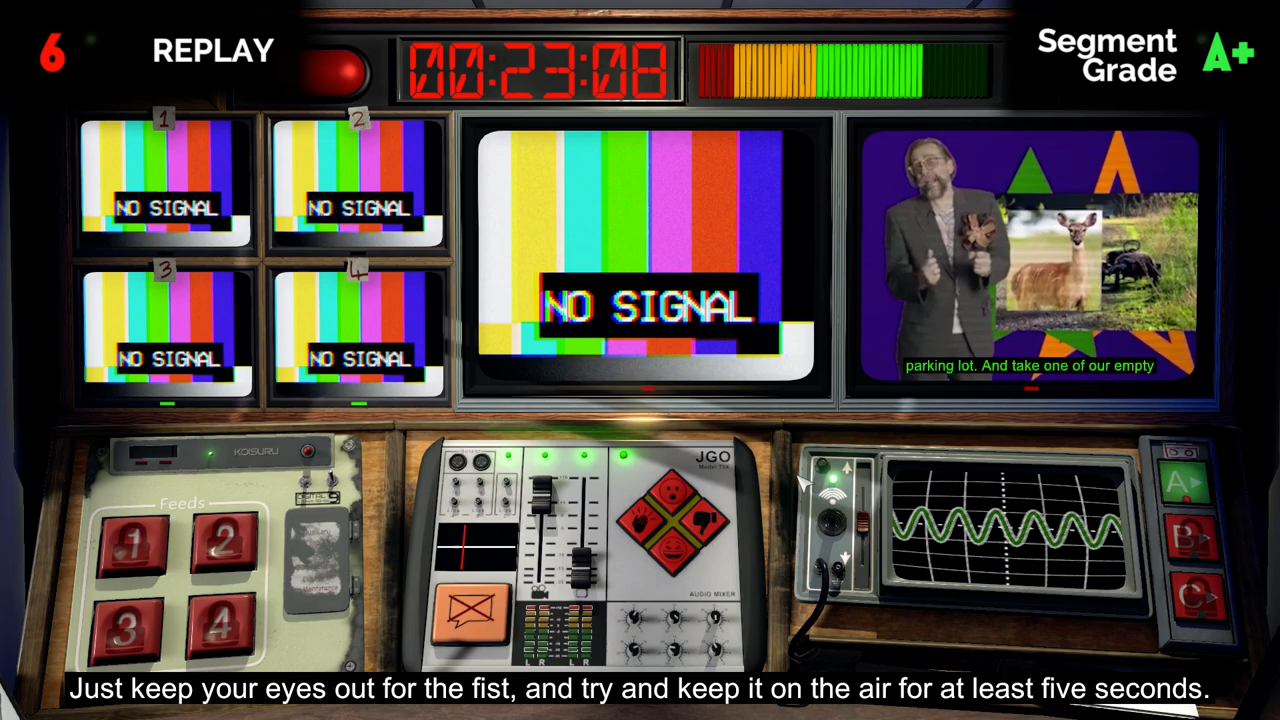 6
REPLAY
00:23:08
Segment
Grade
A+
1
2
NO SIGNAL
NO SIGNAL
3
4
NO SIGNAL
NO SIGNAL
NO SIGNAL
parking lot. And take one of our empty
KOISURU
Feeds
1
2
3
4
JGO
AUDIO MIXER
L R
L R
A
B
C
Just keep your eyes out for the fist, and try and keep it on the air for at least five seconds.